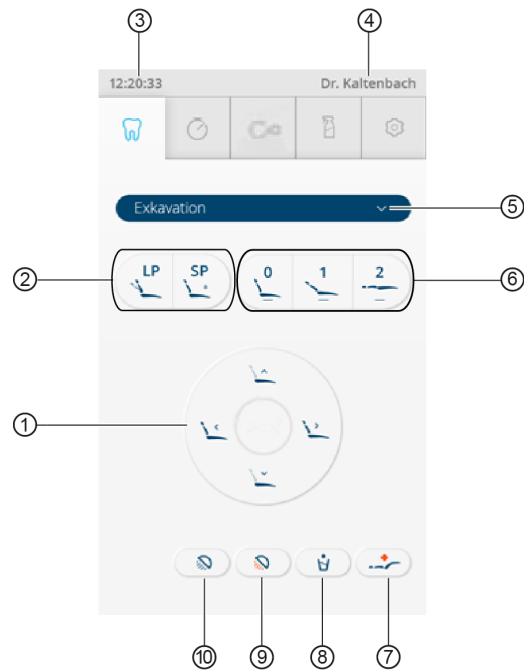 ③ ④
12:20:33 Dr. Kaltenbach
Exkavation ⑤
② LP SP 0 1 2 ⑥
①
⑩ ⑨ ⑧ ⑦